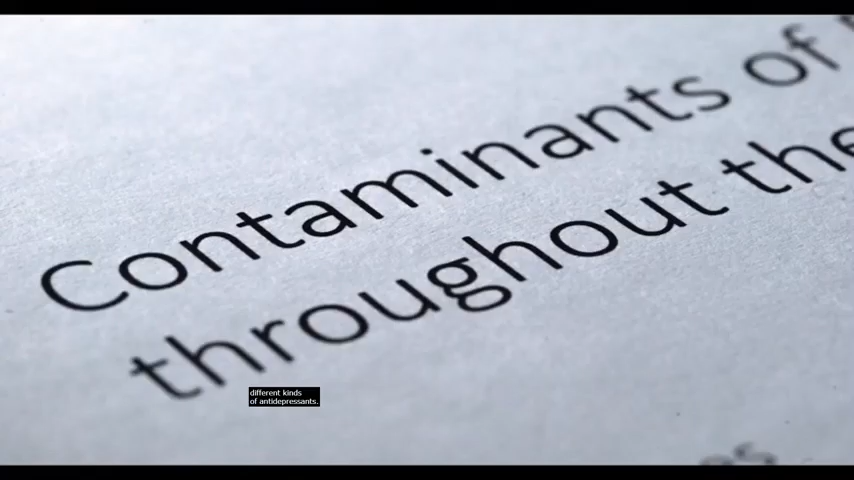 Contaminants of
throughout the
different kinds
of antidepressants.